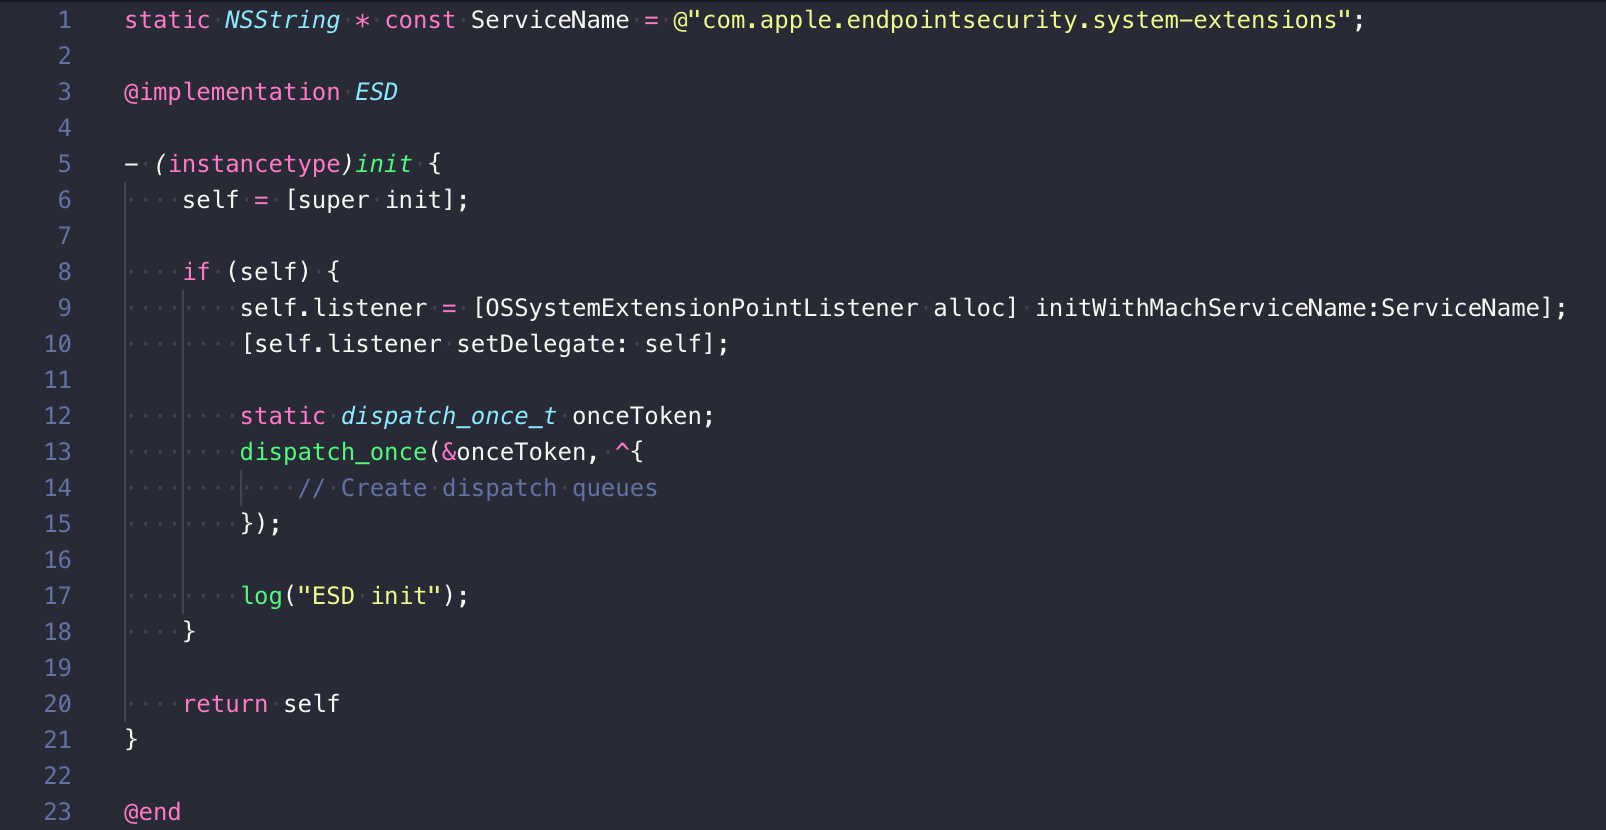 1 static NSString * const ServiceName = @"com.apple.endpointsecurity.system-extensions";
2
3 @implementation ESD
4
5 - (instancetype)init {
6     self = [super init];
7
8     if (self) {
9         self.listener = [OSSystemExtensionPointListener alloc] initWithMachServiceName:ServiceName];
10         [self.listener setDelegate: self];
11
12         static dispatch_once_t onceToken;
13         dispatch_once(&onceToken, ^{
14             // Create dispatch queues
15         });
16
17         log("ESD init");
18     }
19
20     return self
21 }
22
23 @end